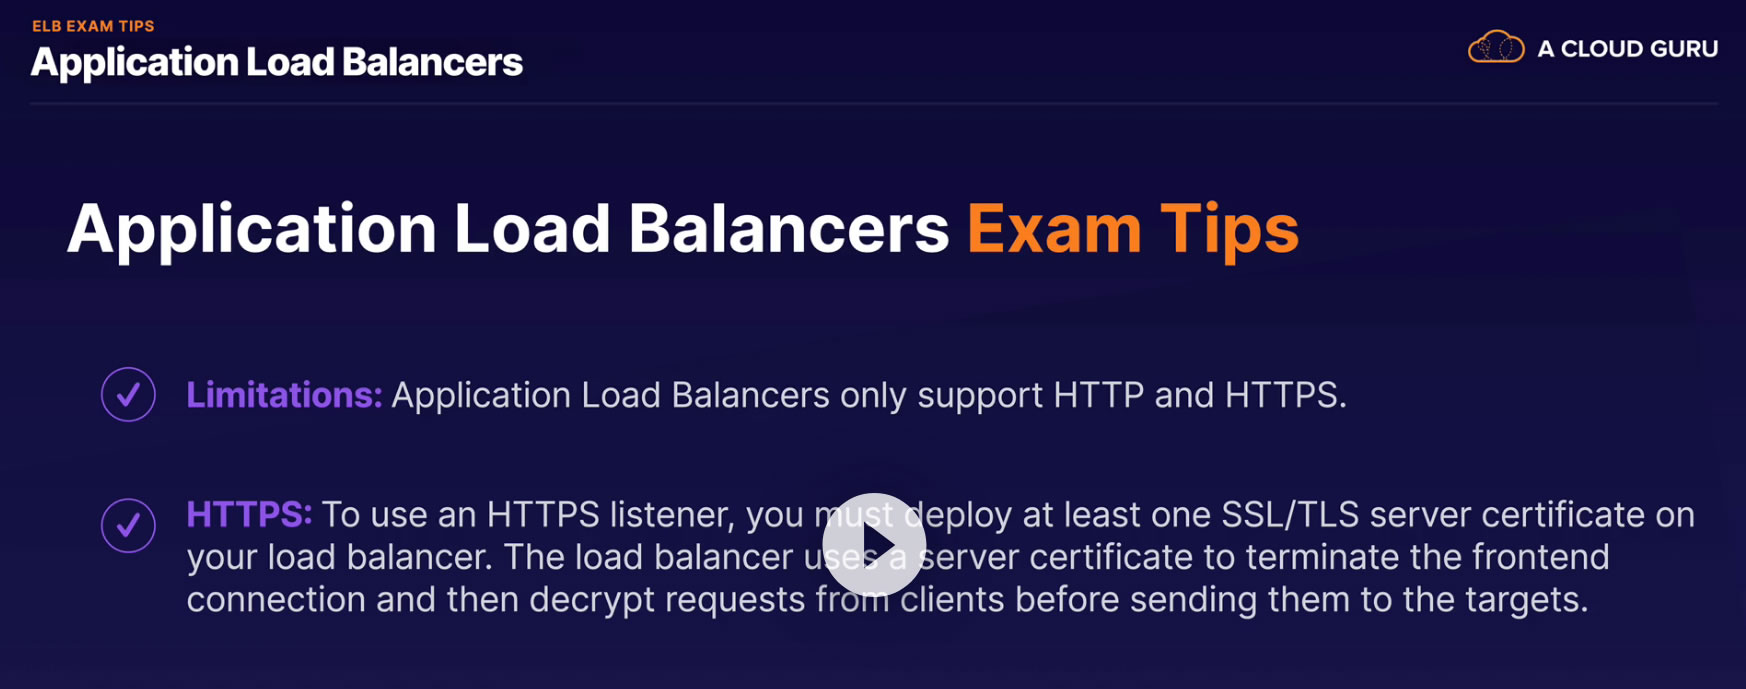 ELB EXAM TIPS
Application Load Balancers
A CLOUD GURU
Application Load Balancers Exam Tips
Limitations: Application Load Balancers only support HTTP and HTTPS.
HTTPS: To use an HTTPS listener, you must deploy at least one SSL/TLS server certificate on
your load balancer. The load balancer uses a server certificate to terminate the frontend
connection and then decrypt requests from clients before sending them to the targets.